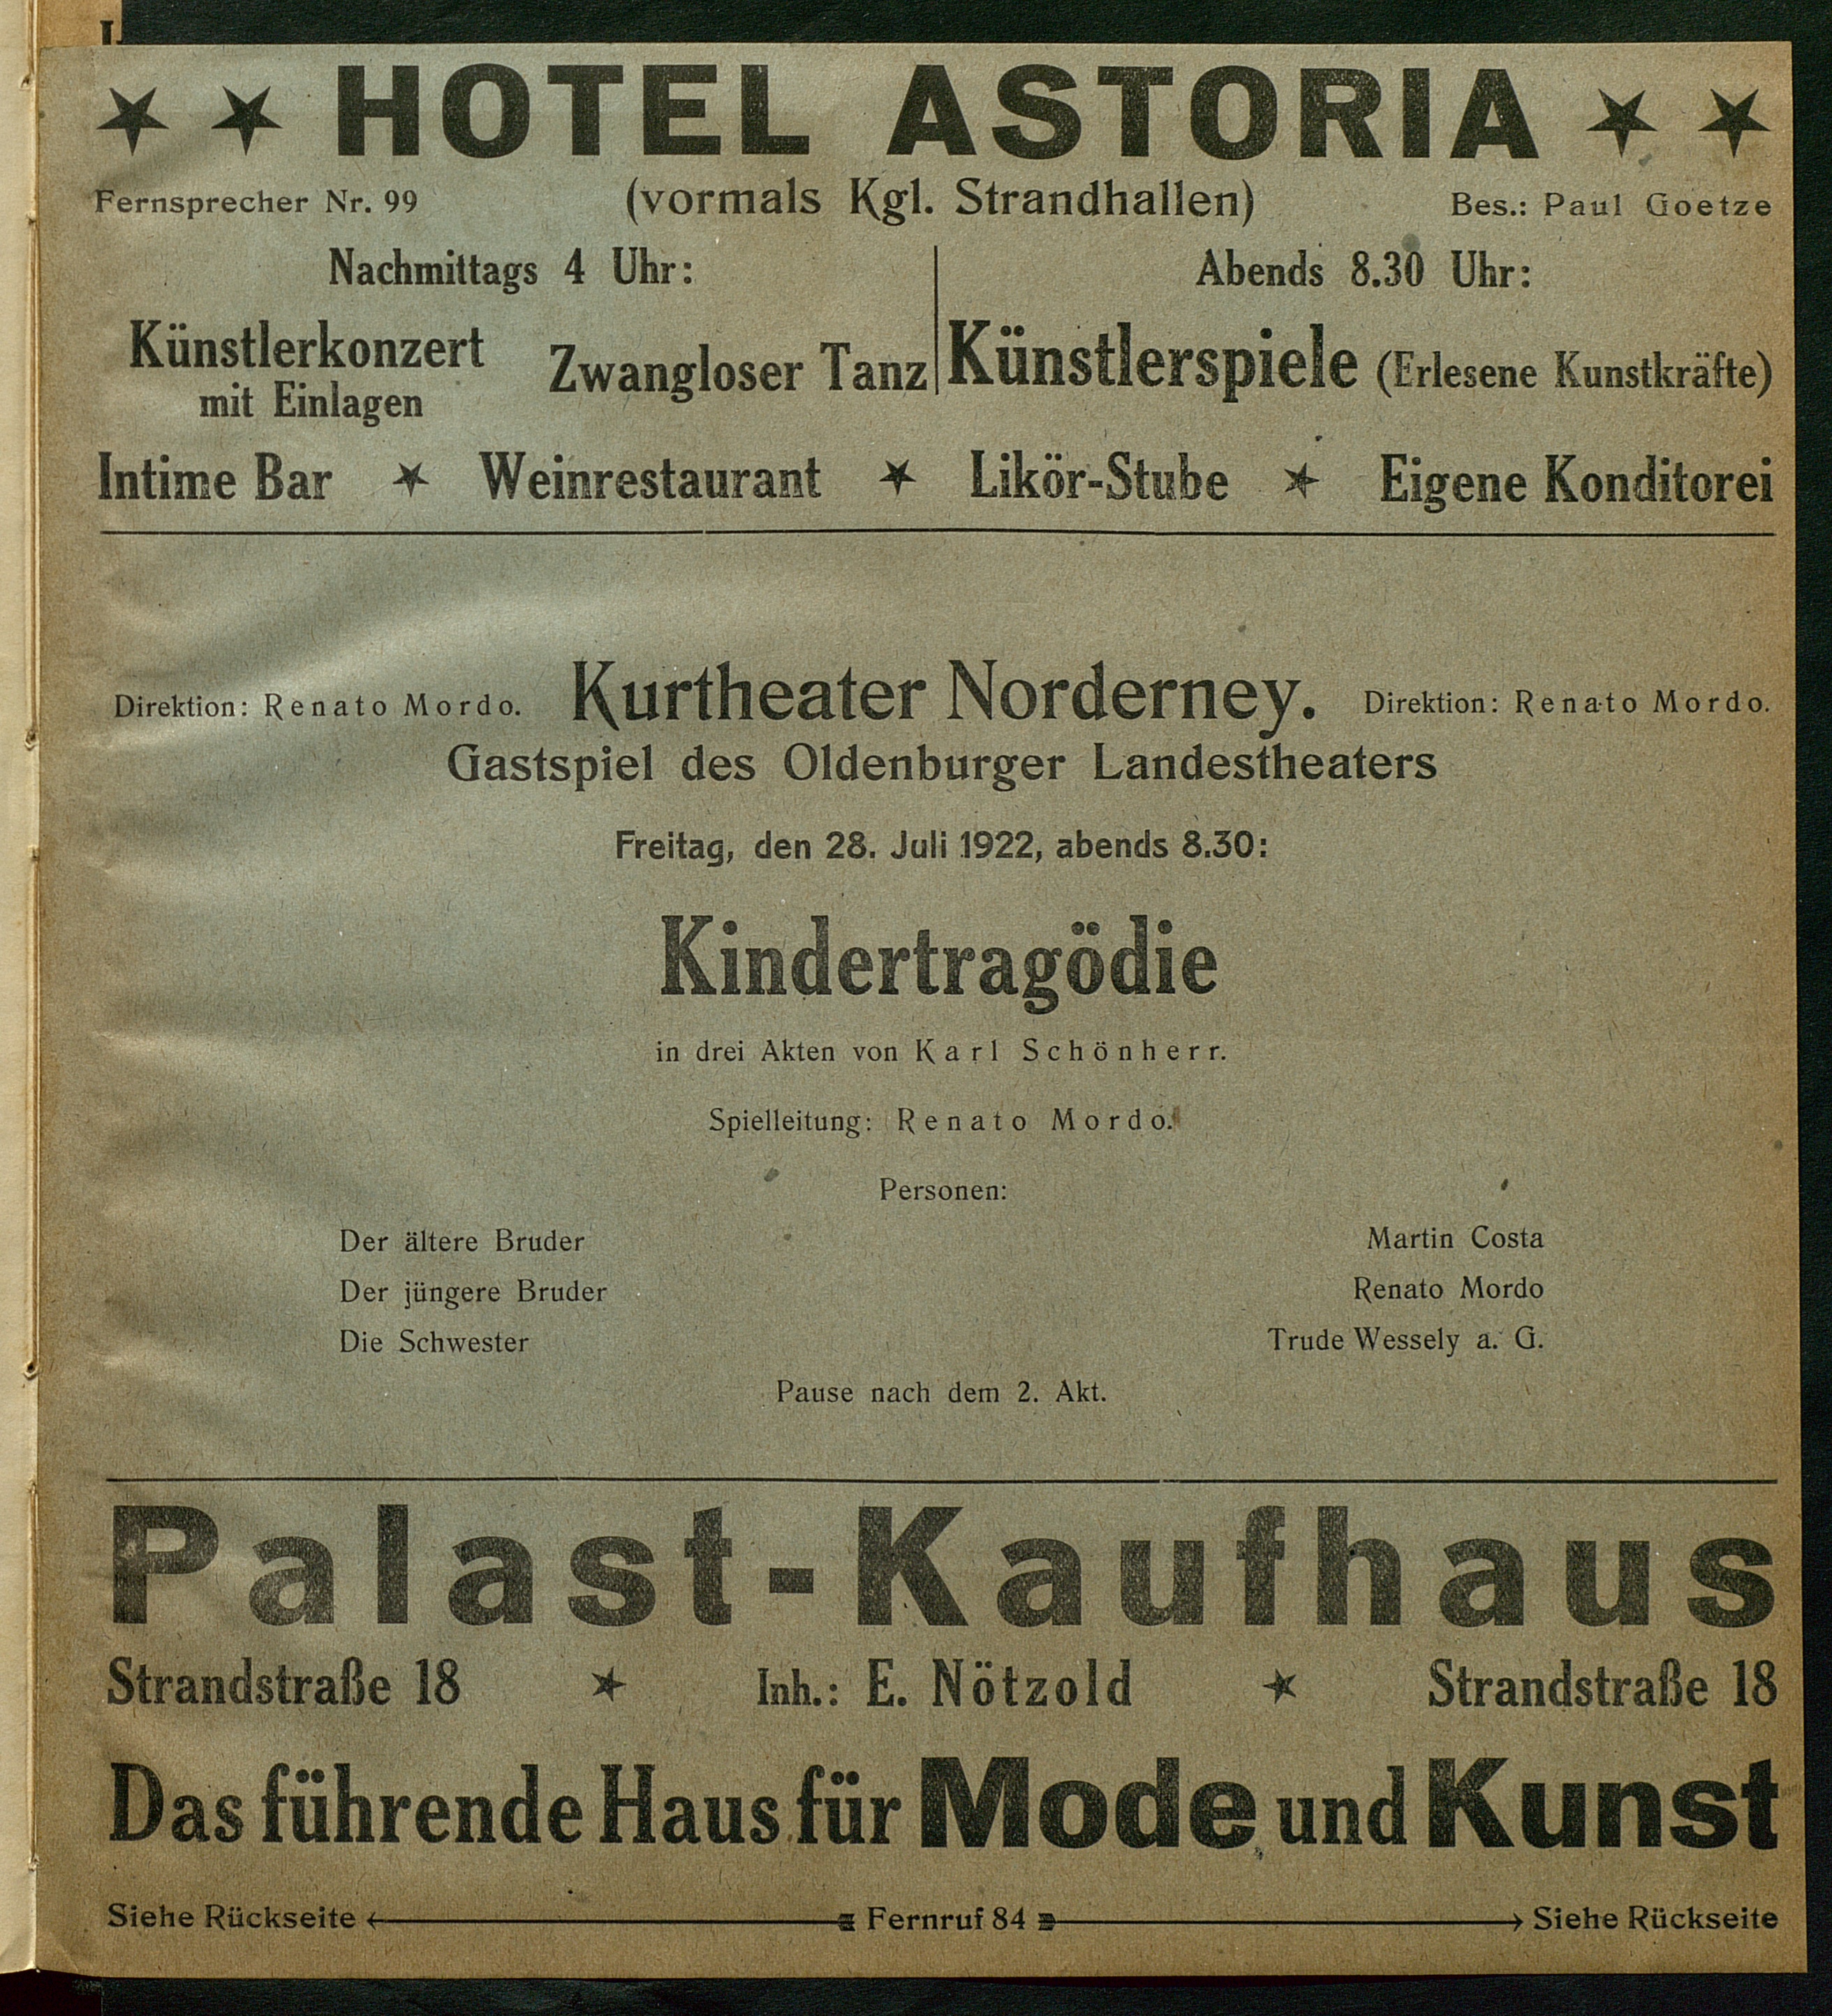 ★ ★ HOTEL ASTORIA ★ ★
Fernsprecher Nr. 99 (vormals Kgl. Strandhallen) Bes.: Paul Goetze
Nachmittags 4 Uhr:
Künstlerkonzert
mit Einlagen
Zwangloser Tanz
Abends 8.30 Uhr:
Künstlerspiele (Erlesene Kunstkräfte)
Intime Bar ★ Weinrestaurant ★ Likör-Stube ★ Eigene Konditorei
Direktion: Renato Mordo. Kurtheater Norderney. Direktion: Renato Mordo.
Gastspiel des Oldenburger Landestheaters
Freitag, den 28. Juli 1922, abends 8.30:
Kindertragödie
in drei Akten von Karl Schönherr.
Spielleitung: Renato Mordo.
Personen:
Der ältere Bruder Martin Costa
Der jüngere Bruder Renato Mordo
Die Schwester Trude Wessely a. G.
Pause nach dem 2. Akt.
Palast-Kaufhaus
Strandstraße 18 ★ Inh.: E. Nötzold ★ Strandstraße 18
Das führende Haus für Mode und Kunst
Siehe Rückseite ← Fernruf 84 → Siehe Rückseite